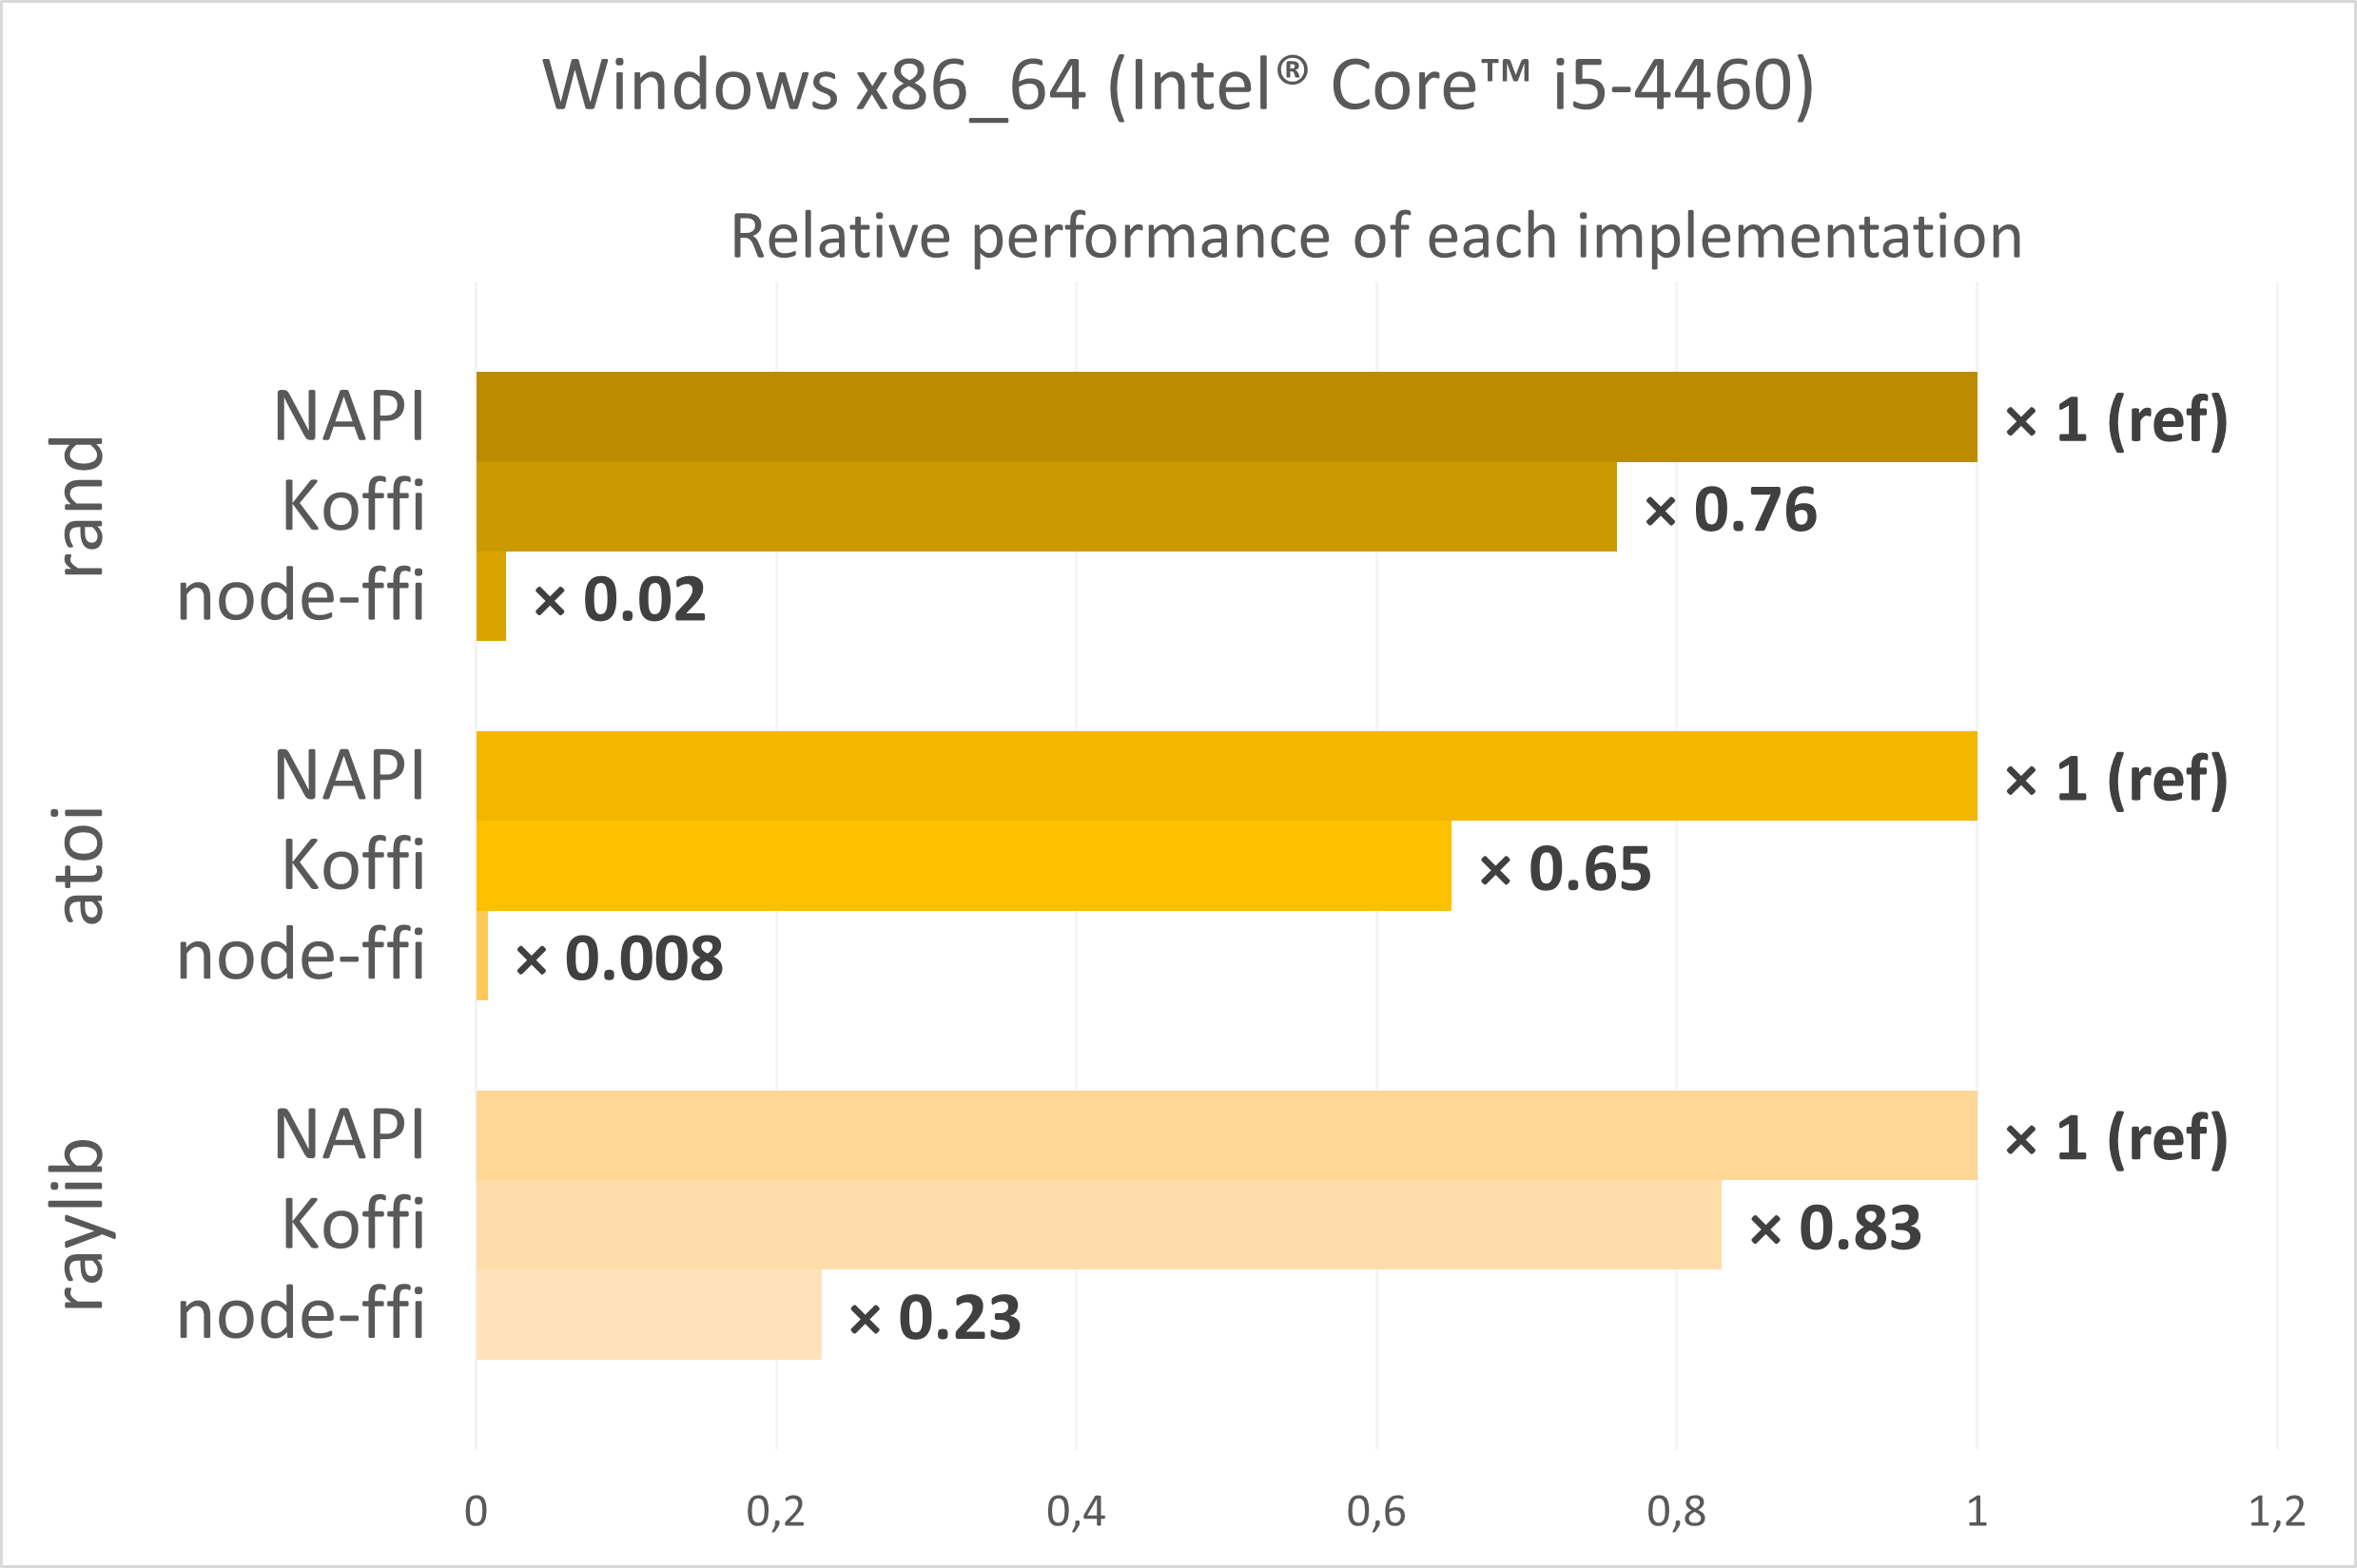 Windows x86_64 (Intel® Core™ i5-4460)
Relative performance of each implementation
rand
NAPI × 1 (ref)
Koffi × 0.76
node-ffi × 0.02
atoi
NAPI × 1 (ref)
Koffi × 0.65
node-ffi × 0.008
rayllib
NAPI × 1 (ref)
Koffi × 0.83
node-ffi × 0.23
0 0,2 0,4 0,6 0,8 1 1,2